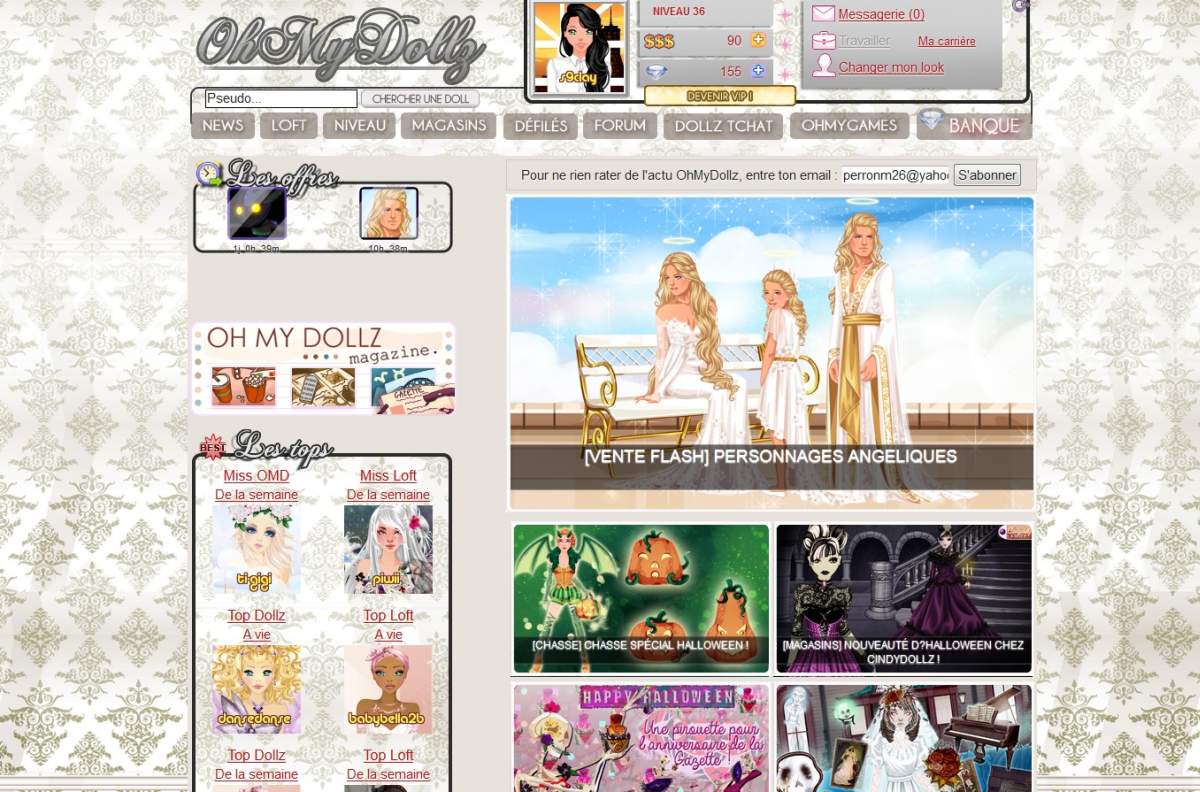 OhMyDollz
s9clay
NIVEAU 36
$$$ 90
155
DEVENIR VIP !
Messagerie (0)
Travailler Ma carrière
Changer mon look
Pseudo... CHERCHER UNE DOLL
NEWS LOFT NIVEAU MAGASINS DÉFILÉS FORUM DOLLZ TCHAT OHMYGAMES BANQUE
Les offres
1j, 0h, 39m 10h, 38m
OH MY DOLLZ
magazine.
GAZETTE
BEST Les tops
Miss OMD Miss Loft
De la semaine De la semaine
ti-gigi piwii
Top Dollz Top Loft
A vie A vie
dansedanse babybella2b
Top Dollz Top Loft
De la semaine De la semaine
Pour ne rien rater de l'actu OhMyDollz, entre ton email : perronm26@yahoo S'abonner
[VENTE FLASH] PERSONNAGES ANGELIQUES
[CHASSE] CHASSE SPÉCIAL HALLOWEEN !
[MAGASINS] NOUVEAUTÉ D?HALLOWEEN CHEZ
CINDYDOLLZ !
HAPPY HALLOWEEN
Une pirouette pour
l'anniversaire de la
Gazette !